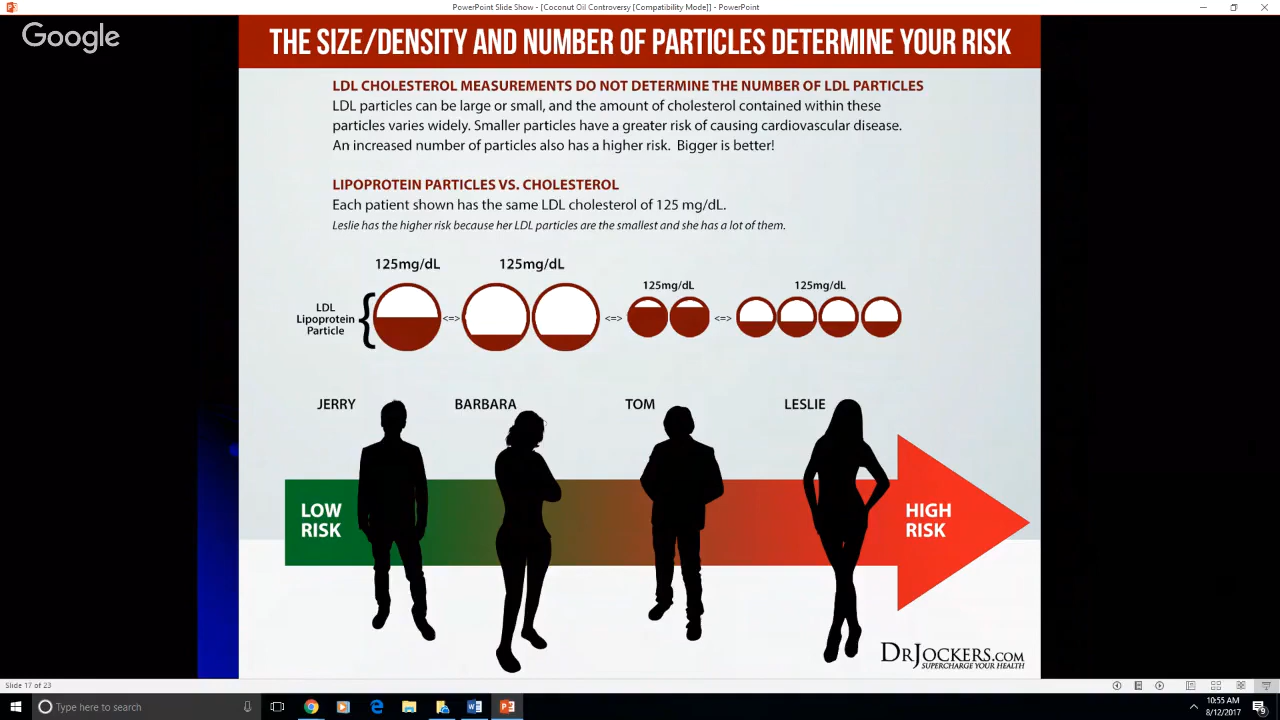 PowerPoint Slide Show - [Coconut Oil Controversy [Compatibility Mode]] - PowerPoint
Google
THE SIZE/DENSITY AND NUMBER OF PARTICLES DETERMINE YOUR RISK
LDL CHOLESTEROL MEASUREMENTS DO NOT DETERMINE THE NUMBER OF LDL PARTICLES
LDL particles can be large or small, and the amount of cholesterol contained within these
particles varies widely. Smaller particles have a greater risk of causing cardiovascular disease.
An increased number of particles also has a higher risk. Bigger is better!
LIPOPROTEIN PARTICLES VS. CHOLESTEROL
Each patient shown has the same LDL cholesterol of 125 mg/dL.
Leslie has the higher risk because her LDL particles are the smallest and she has a lot of them.
125mg/dL 125mg/dL 125mg/dL 125mg/dL
LDL
Lipoprotein
Particle
<=> <=> <=>
JERRY BARBARA TOM LESLIE
LOW
RISK
HIGH
RISK
DRJOCKERS.COM
SUPERCHARGE YOUR HEALTH
Slide 17 of 23
Type here to search
10:55 AM
8/12/2017
9